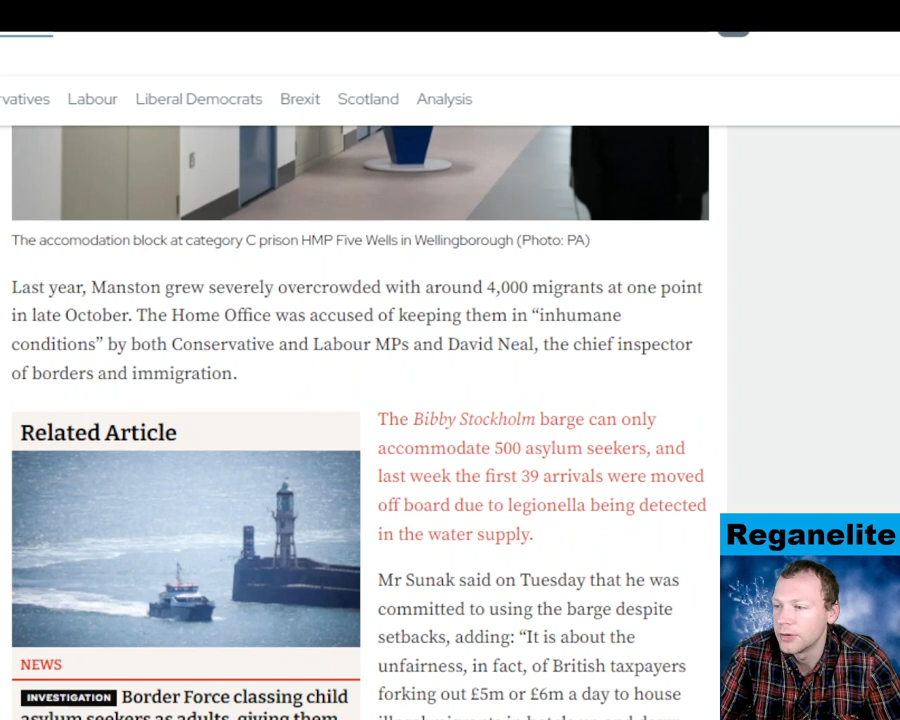 vatives Labour Liberal Democrats Brexit Scotland Analysis
The accomodation block at category C prison HMP Five Wells in Wellingborough (Photo: PA)
Last year, Manston grew severely overcrowded with around 4,000 migrants at one point
in late October. The Home Office was accused of keeping them in “inhumane
conditions” by both Conservative and Labour MPs and David Neal, the chief inspector
of borders and immigration.
Related Article
NEWS
INVESTIGATION Border Force classing child
asylum seekers as adults, giving them
The Bibby Stockholm barge can only
accommodate 500 asylum seekers, and
last week the first 39 arrivals were moved
off board due to legionella being detected
in the water supply.
Mr Sunak said on Tuesday that he was
committed to using the barge despite
setbacks, adding: “It is about the
unfairness, in fact, of British taxpayers
forking out £5m or £6m a day to house
illegal migrants in hotels up and down
Reganelite